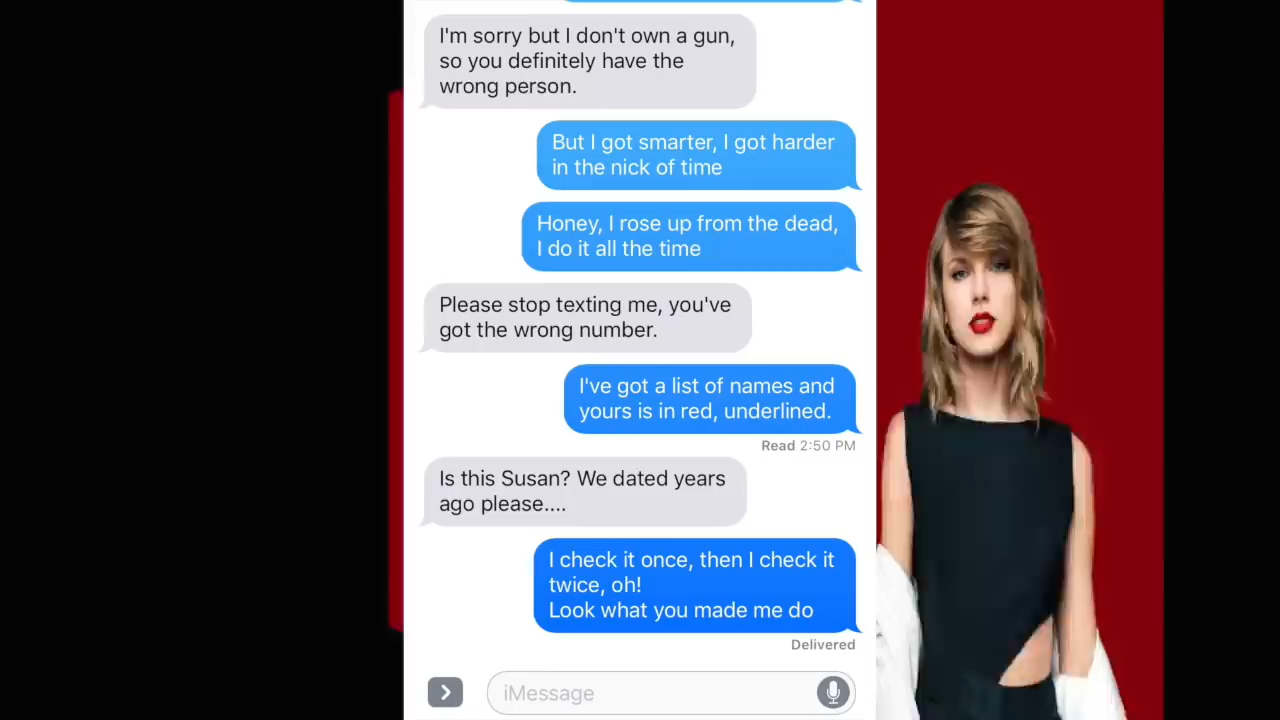 I'm sorry but I don't own a gun,
so you definitely have the
wrong person.
But I got smarter, I got harder
in the nick of time
Honey, I rose up from the dead,
I do it all the time
Please stop texting me, you've
got the wrong number.
I've got a list of names and
yours is in red, underlined.
Read 2:50 PM
Is this Susan? We dated years
ago please....
I check it once, then I check it
twice, oh!
Look what you made me do
Delivered
iMessage